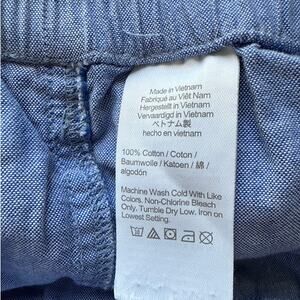 Made in Vietnam
Fabriqué au Viêt Nam
Hergestellt in Vietnam
Vervaardigd in Vietnam
ベトナム製
hecho en vietnam
100% Cotton / Coton /
Baumwolle / Katoen / 綿 /
algodón
Machine Wash Cold With Like
Colors. Non-Chlorine Bleach
Only. Tumble Dry Low. Iron on
Lowest Setting.